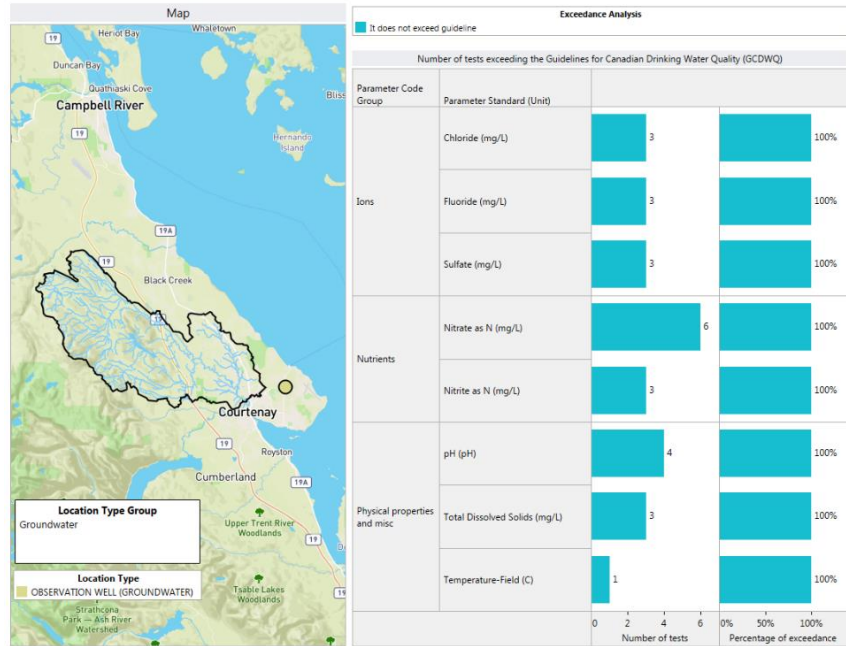 Map
Whaletown
Heriot Bay
19
Duncan Bay
Quathiaski Cove
Bliss
Campbell River
19
Hernando
Island
19A
19
Black Creek
19
Courtenay
19
Royston
Cumberland
19A
Upper Trent River
Woodlands
Tsable Lakes
Woodlands
Strathcona
Park — Ash River
Watershed
19
Location Type Group
Groundwater
Location Type
OBSERVATION WELL (GROUNDWATER)
Exceedance Analysis
It does not exceed guideline
Number of tests exceeding the Guidelines for Canadian Drinking Water Quality (GCDWQ)
Parameter Code
Group
Parameter Standard (Unit)
Ions
Chloride (mg/L)
3
100%
Fluoride (mg/L)
3
100%
Sulfate (mg/L)
3
100%
Nutrients
Nitrate as N (mg/L)
6
100%
Nitrite as N (mg/L)
3
100%
Physical properties
and misc
pH (pH)
4
100%
Total Dissolved Solids (mg/L)
3
100%
Temperature-Field (C)
1
100%
0 2 4 6
0% 50% 100%
Number of tests
Percentage of exceedance